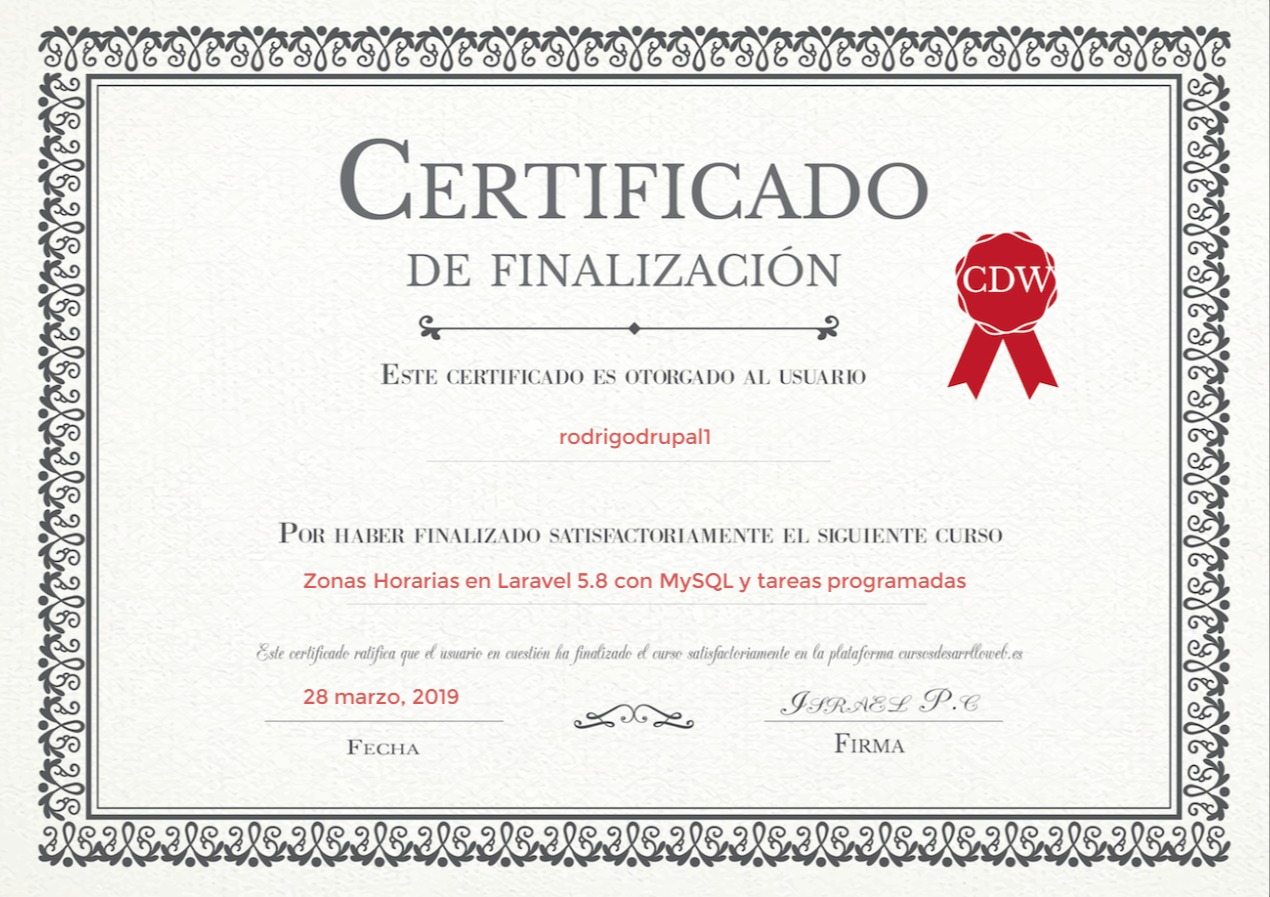 Certificado
de finalización
CDW
Este certificado es otorgado al usuario
rodrigodrupal1
Por haber finalizado satisfactoriamente el siguiente curso
Zonas Horarias en Laravel 5.8 con MySQL y tareas programadas
Este certificado ratifica que el usuario en cuestión ha finalizado el curso satisfactoriamente en la plataforma cursosdesarrlloweb.es
28 marzo, 2019
Israel P.C
Fecha
Firma